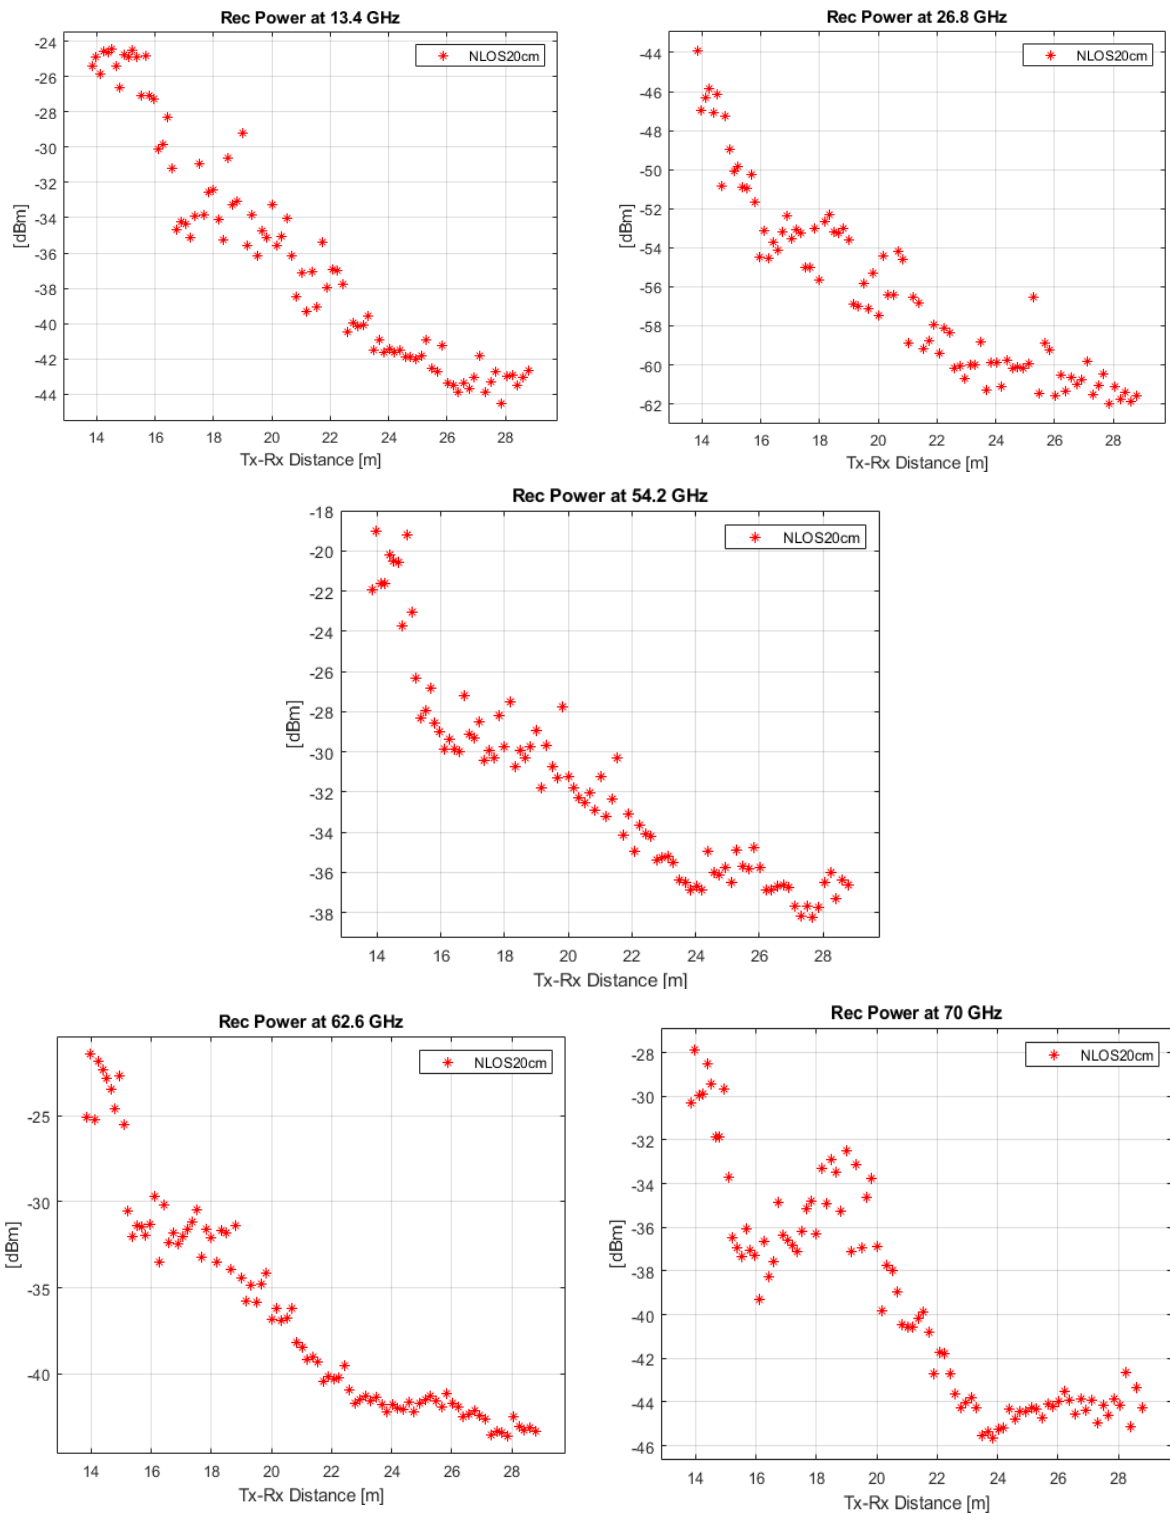 Rec Power at 13.4 GHz
NLOS20cm
-24
-26
-28
-30
-32
-34
-36
-38
-40
-42
-44
[dBm]
14 16 18 20 22 24 26 28
Tx-Rx Distance [m]
Rec Power at 26.8 GHz
NLOS20cm
-44
-46
-48
-50
-52
-54
-56
-58
-60
-62
[dBm]
14 16 18 20 22 24 26 28
Tx-Rx Distance [m]
Rec Power at 54.2 GHz
NLOS20cm
-18
-20
-22
-24
-26
-28
-30
-32
-34
-36
-38
[dBm]
14 16 18 20 22 24 26 28
Tx-Rx Distance [m]
Rec Power at 62.6 GHz
NLOS20cm
-25
-30
-35
-40
[dBm]
14 16 18 20 22 24 26 28
Tx-Rx Distance [m]
Rec Power at 70 GHz
NLOS20cm
-28
-30
-32
-34
-36
-38
-40
-42
-44
-46
[dBm]
14 16 18 20 22 24 26 28
Tx-Rx Distance [m]